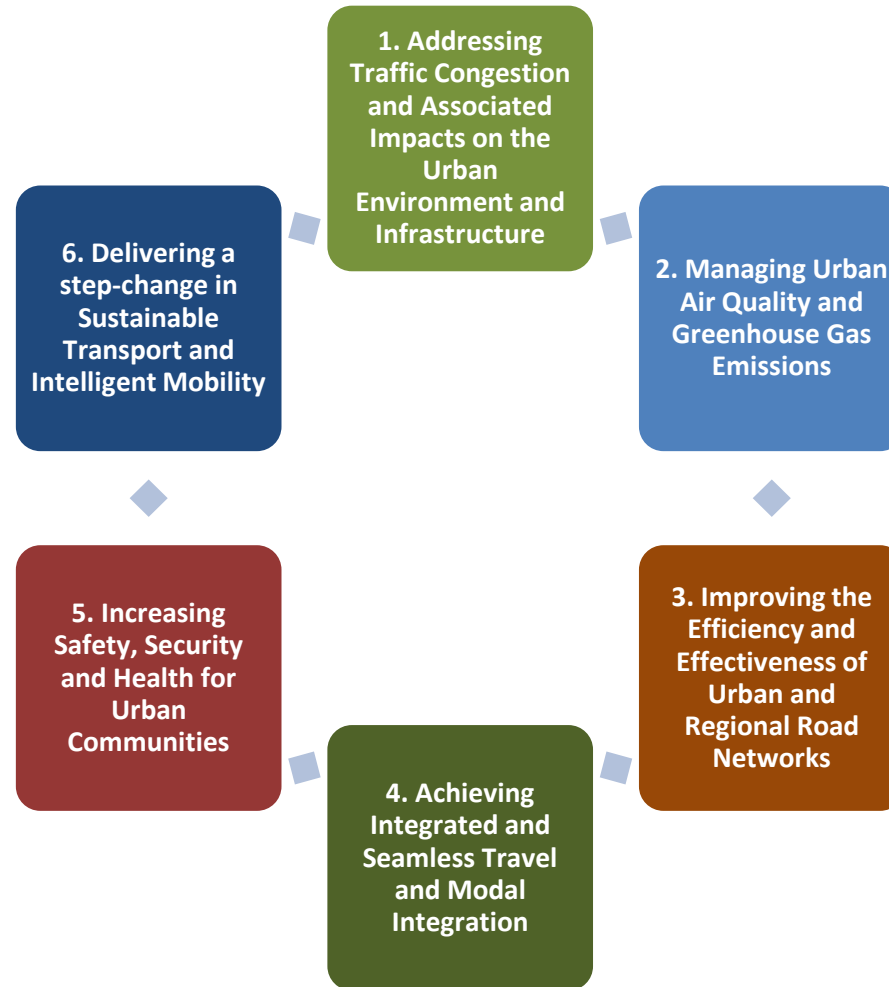 1. Addressing
Traffic Congestion
and Associated
Impacts on the
Urban
Environment and
Infrastructure
2. Managing Urban
Air Quality and
Greenhouse Gas
Emissions
3. Improving the
Efficiency and
Effectiveness of
Urban and
Regional Road
Networks
4. Achieving
Integrated and
Seamless Travel
and Modal
Integration
5. Increasing
Safety, Security
and Health for
Urban
Communities
6. Delivering a
step-change in
Sustainable
Transport and
Intelligent Mobility